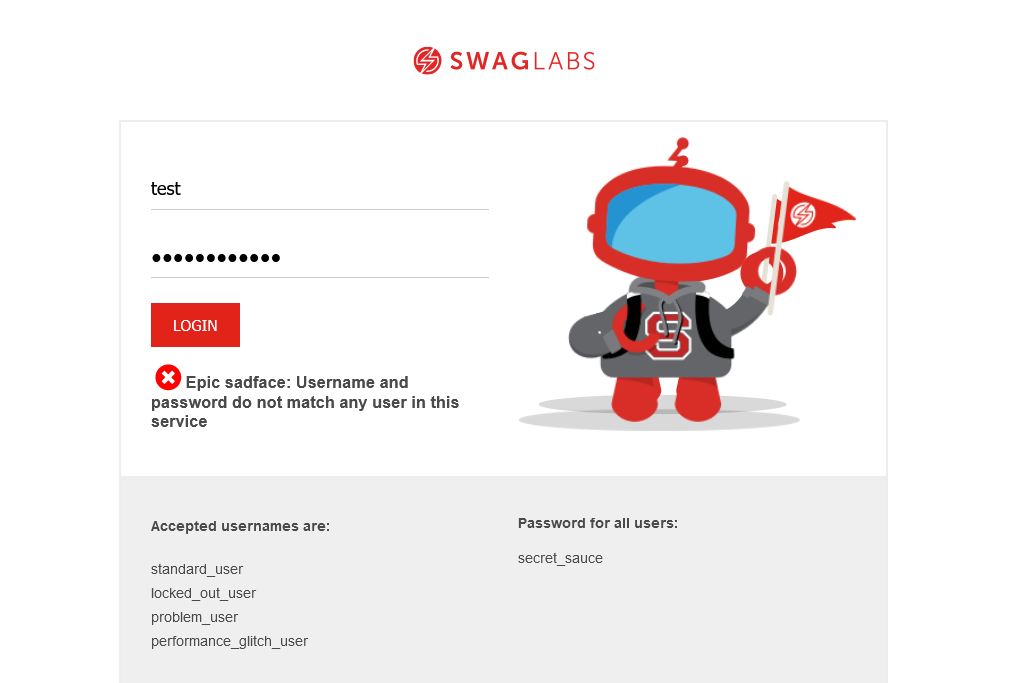 SWAGLABS
test
••••••••••••
LOGIN
Epic sadface: Username and
password do not match any user in this
service
S
Accepted usernames are:
standard_user
locked_out_user
problem_user
performance_glitch_user
Password for all users:
secret_sauce